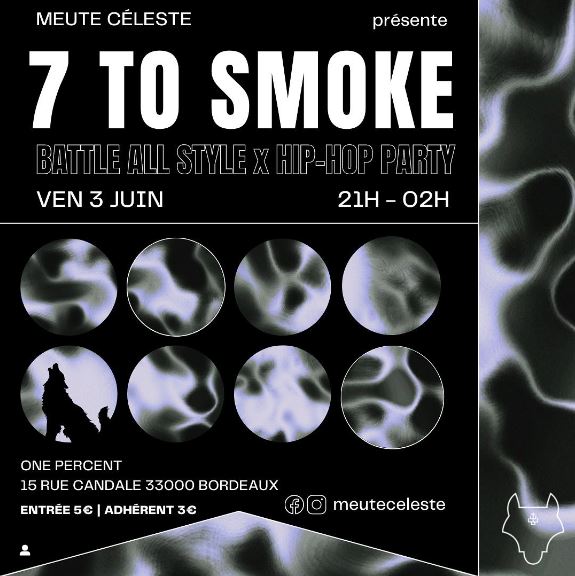 MEUTE CÉLESTE présente
7 TO SMOKE
BATTLE ALL STYLE x HIP-HOP PARTY
VEN 3 JUIN 21H - 02H
ONE PERCENT
15 RUE CANDALE 33000 BORDEAUX
ENTRÉE 5€ | ADHÉRENT 3€
meuteceleste